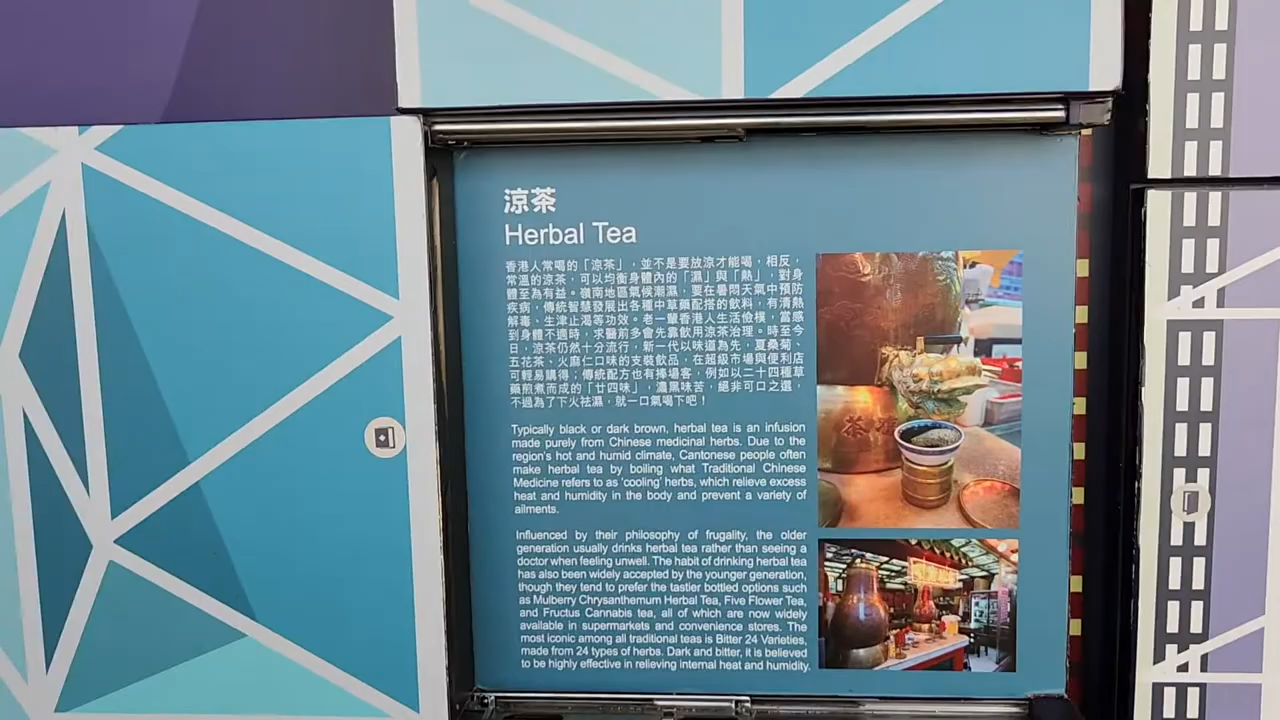 涼茶
Herbal Tea
香港人常喝的「涼茶」，並不是要放涼才能喝，相反，
常溫的涼茶，可以均衡身體內的「濕」與「熱」，對身
體至為有益。嶺南地區氣候潮濕，要在暑悶天氣中預防
疾病，傳統智慧發展出各種中草藥配搭的飲料，有清熱
解毒、生津止渴等功效。老一輩香港人生活儉樸，當感
到身體不適時，求醫前多會先靠飲用涼茶治理。時至今
日，涼茶仍然十分流行，新一代以味道為先，夏桑菊、
五花茶、火麻仁口味的支裝飲品，在超級市場與便利店
可輕易購得；傳統配方也有捧場客，例如以二十四種草
藥煎煮而成的「廿四味」，濃黑味苦，絕非可口之選，
不過為了下火祛濕，就一口氣喝下吧！
Typically black or dark brown, herbal tea is an infusion
made purely from Chinese medicinal herbs. Due to the
region's hot and humid climate, Cantonese people often
make herbal tea by boiling what Traditional Chinese
Medicine refers to as 'cooling' herbs, which relieve excess
heat and humidity in the body and prevent a variety of
ailments.
Influenced by their philosophy of frugality, the older
generation usually drinks herbal tea rather than seeing a
doctor when feeling unwell. The habit of drinking herbal tea
has also been widely accepted by the younger generation,
though they tend to prefer the tastier bottled options such
as Mulberry Chrysanthemum Herbal Tea, Five Flower Tea,
and Fructus Cannabis tea, all of which are now widely
available in supermarkets and convenience stores. The
most iconic among all traditional teas is Bitter 24 Varieties,
made from 24 types of herbs. Dark and bitter, it is believed
to be highly effective in relieving internal heat and humidity.
茶